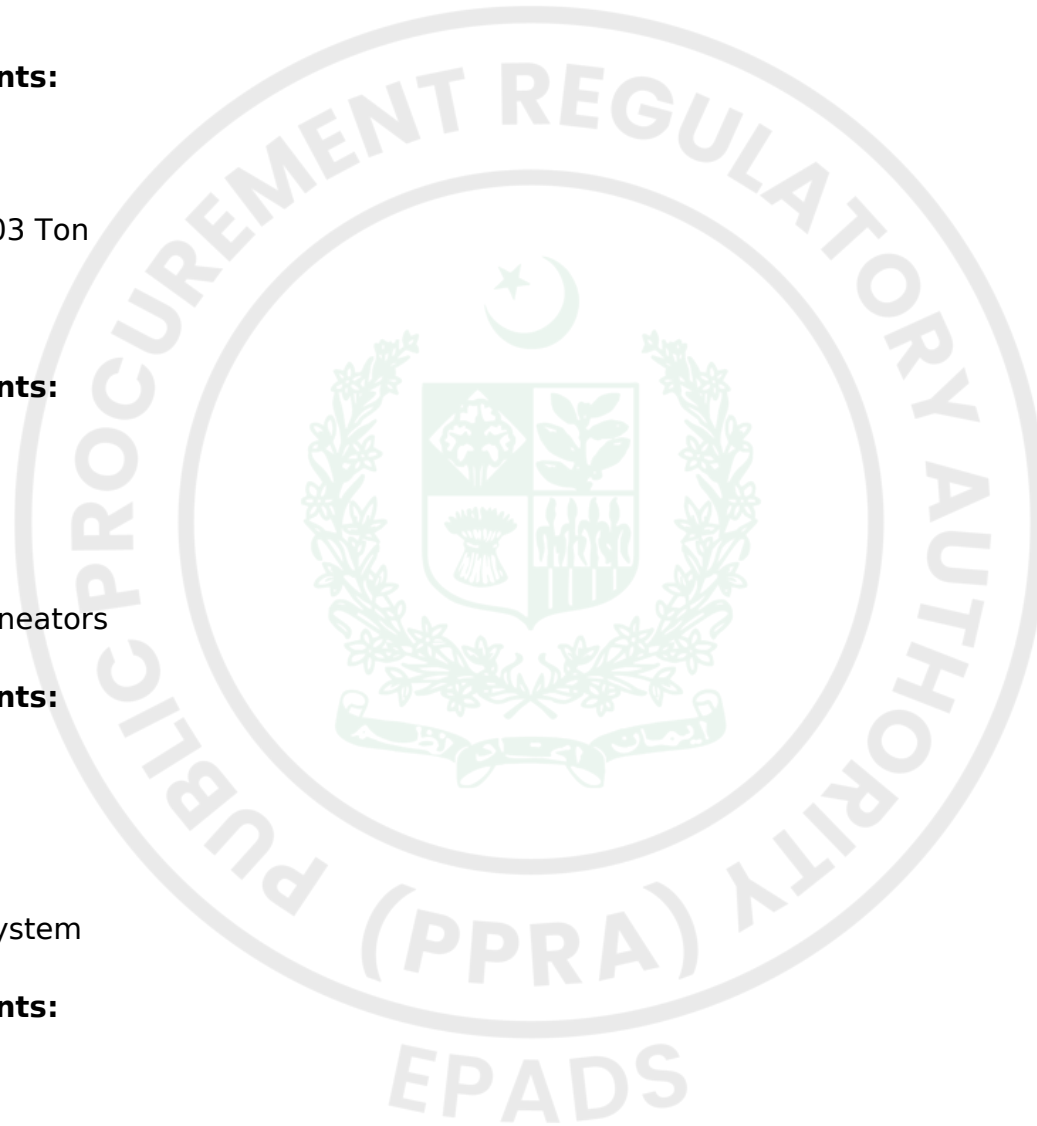 nts:
03 Ton
nts:
neators
nts:
ystem
nts:
PUBLIC PROCUREMENT REGULATORY AUTHORITY
(PPRA)
EPADS